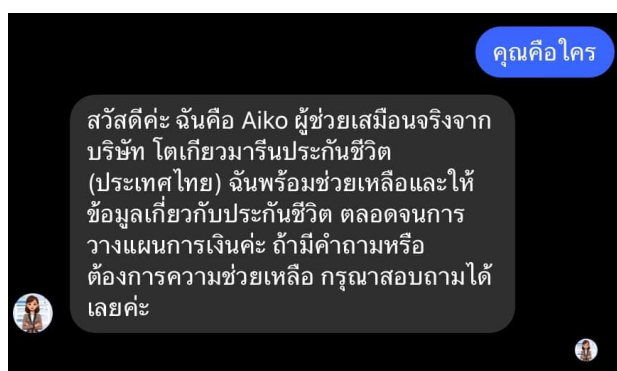 คุณคือใคร
สวัสดีค่ะ ฉันคือ Aiko ผู้ช่วยเสมือนจริงจาก
บริษัท โตเกียวมารีนประกันชีวิต
(ประเทศไทย) ฉันพร้อมช่วยเหลือและให้
ข้อมูลเกี่ยวกับประกันชีวิต ตลอดจนการ
วางแผนการเงินค่ะ ถ้ามีคำถามหรือ
ต้องการความช่วยเหลือ กรุณาสอบถามได้
เลยค่ะ